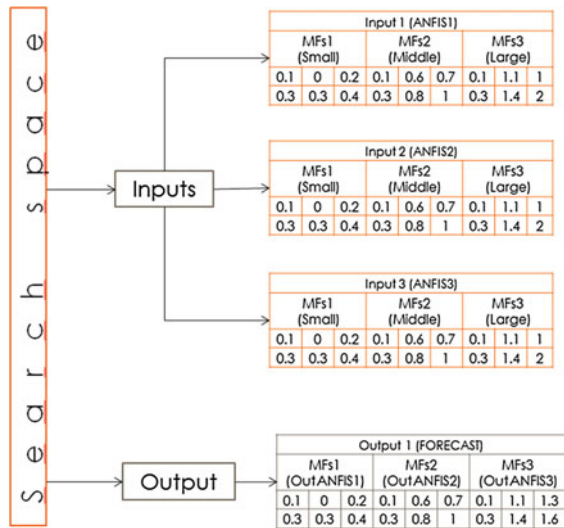 Search space
Inputs
Output
Input 1 (ANFIS1)
MFs1 MFs2 MFs3
(Small) (Middle) (Large)
0.1 0 0.2 0.1 0.6 0.7 0.1 1.1 1
0.3 0.3 0.4 0.3 0.8 1 0.3 1.4 2
Input 2 (ANFIS2)
MFs1 MFs2 MFs3
(Small) (Middle) (Large)
0.1 0 0.2 0.1 0.6 0.7 0.1 1.1 1
0.3 0.3 0.4 0.3 0.8 1 0.3 1.4 2
Input 3 (ANFIS3)
MFs1 MFs2 MFs3
(Small) (Middle) (Large)
0.1 0 0.2 0.1 0.6 0.7 0.1 1.1 1
0.3 0.3 0.4 0.3 0.8 1 0.3 1.4 2
Output 1 (FORECAST)
MFs1 MFs2 MFs3
(OutANFIS1) (OutANFIS2) (OutANFIS3)
0.1 0 0.2 0.1 0.6 0.7 0.1 1.1 1.3
0.3 0.3 0.4 0.3 0.8 1 0.3 1.4 1.6